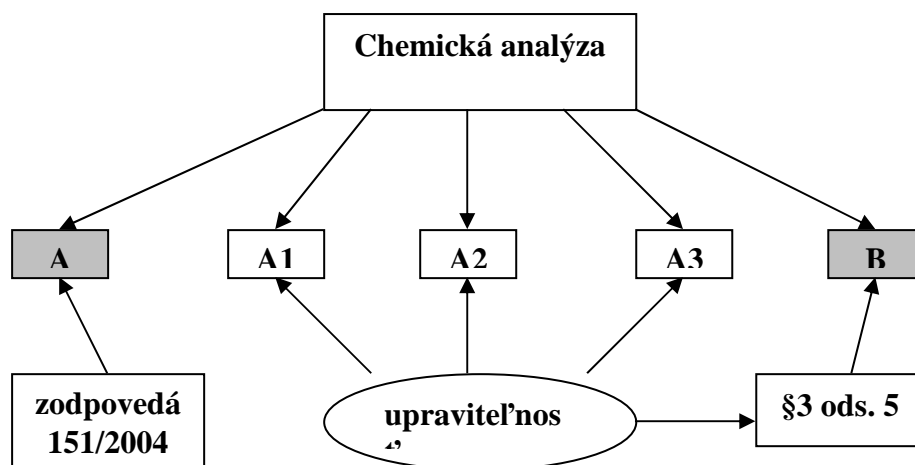 Chemická analýza
A
A1
A2
A3
B
zodpovedá
151/2004
upraviteľnos
ť
§3 ods. 5